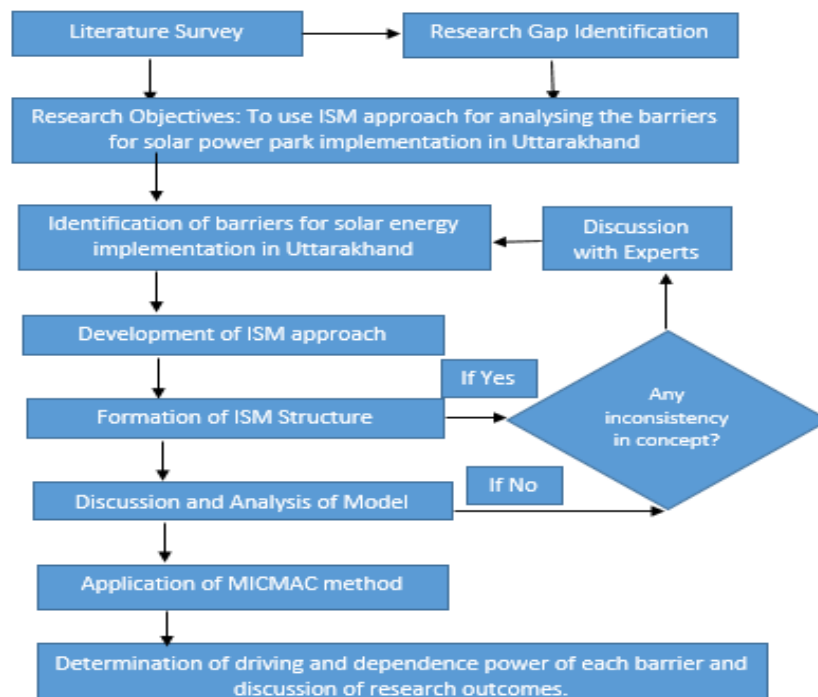 Literature Survey
Research Gap Identification
Research Objectives: To use ISM approach for analysing the barriers
for solar power park implementation in Uttarakhand
Identification of barriers for solar energy
implementation in Uttarakhand
Discussion
with Experts
Development of ISM approach
If Yes
Any
inconsistency
in concept?
Formation of ISM Structure
If No
Discussion and Analysis of Model
Application of MICMAC method
Determination of driving and dependence power of each barrier and
discussion of research outcomes.